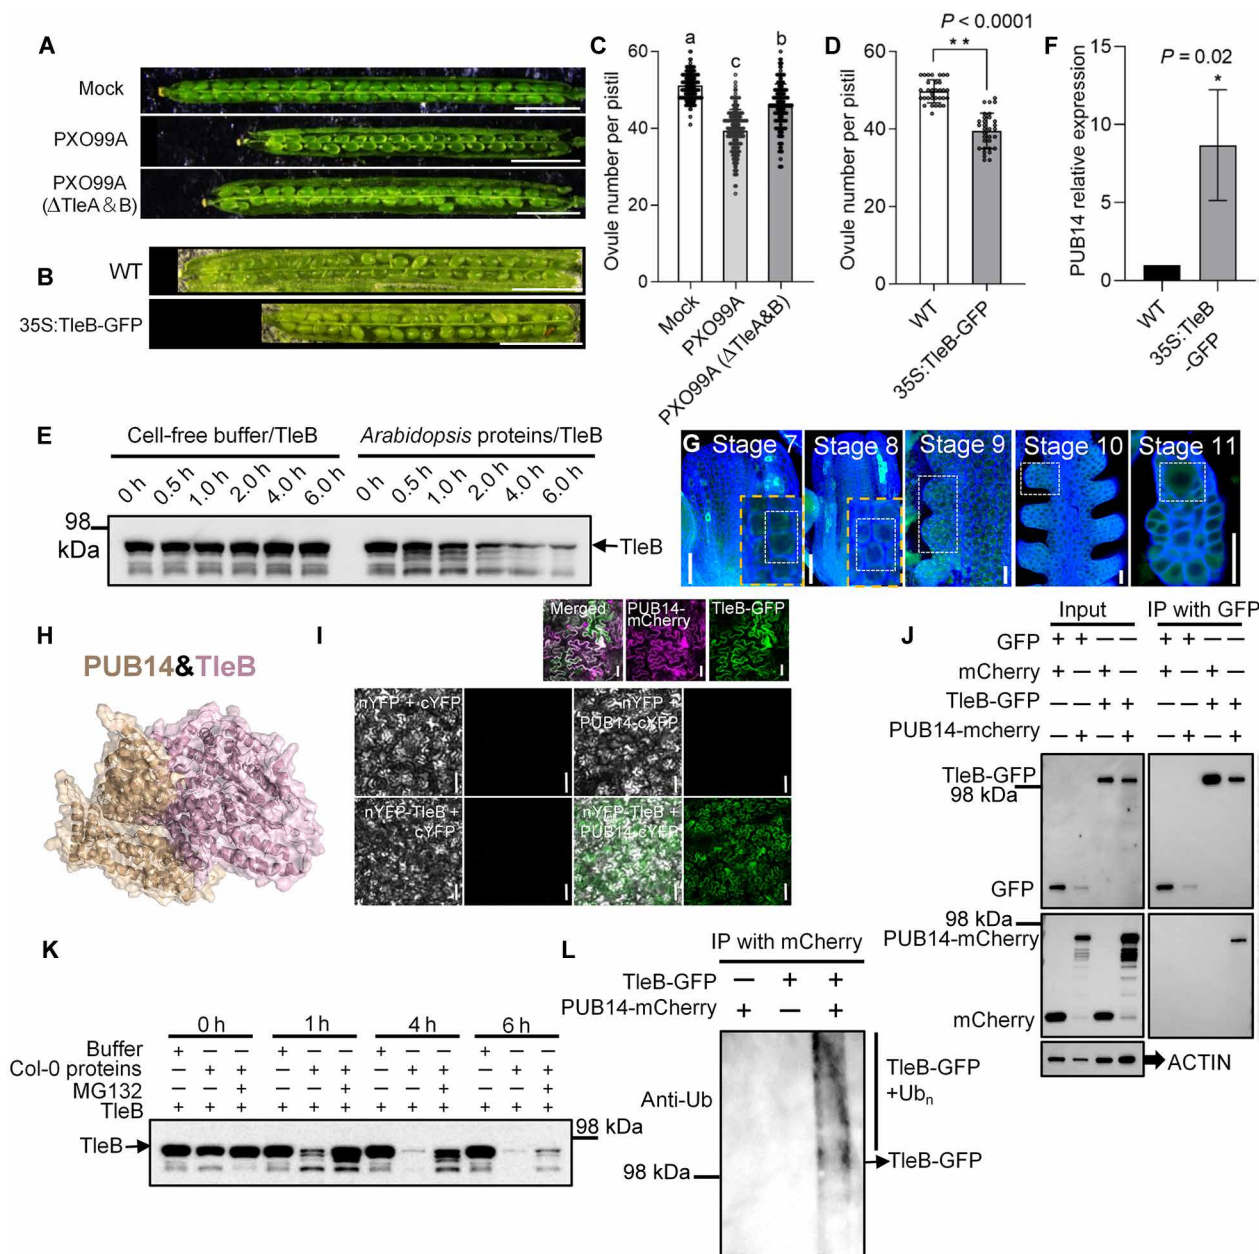 A
Mock
PXO99A
PXO99A
(ΔTleA&B)
B
WT
35S:TleB-GFP
C
Ovule number per pistil
60
40
20
0
a
c
b
Mock
PXO99A
PXO99A (ΔTleA&B)
D
P < 0.0001
**
Ovule number per pistil
60
40
20
0
WT
35S:TleB-GFP
F
P = 0.02
*
PUB14 relative expression
15
10
5
0
WT
35S:TleB
-GFP
E
Cell-free buffer/TleB
Arabidopsis proteins/TleB
0 h
0.5 h
1.0 h
2.0 h
4.0 h
6.0 h
0 h
0.5 h
1.0 h
2.0 h
4.0 h
6.0 h
98
kDa
TleB
G
Stage 7
Stage 8
Stage 9
Stage 10
Stage 11
H
PUB14&TleB
I
Merged
PUB14-
mCherry
TleB-GFP
nYFP + cYFP
nYFP +
PUB14-cYFP
nYFP-TleB +
cYFP
nYFP-TleB +
PUB14-cYFP
J
Input
IP with GFP
GFP + + — — + + — —
mCherry + — + — + — + —
TleB-GFP — — + + — — + +
PUB14-mcherry — + — + — + — +
TleB-GFP
98 kDa
GFP
98 kDa
PUB14-mCherry
mCherry
ACTIN
K
0 h
1 h
4 h
6 h
Buffer + — — + — — + — — + — —
Col-0 proteins — + + — + + — + + — + +
MG132 — — + — — + — — + — — +
TleB + + + + + + + + + + + +
98 kDa
TleB
L
IP with mCherry
TleB-GFP — + +
PUB14-mCherry + — +
Anti-Ub
TleB-GFP
+Ubn
TleB-GFP
98 kDa